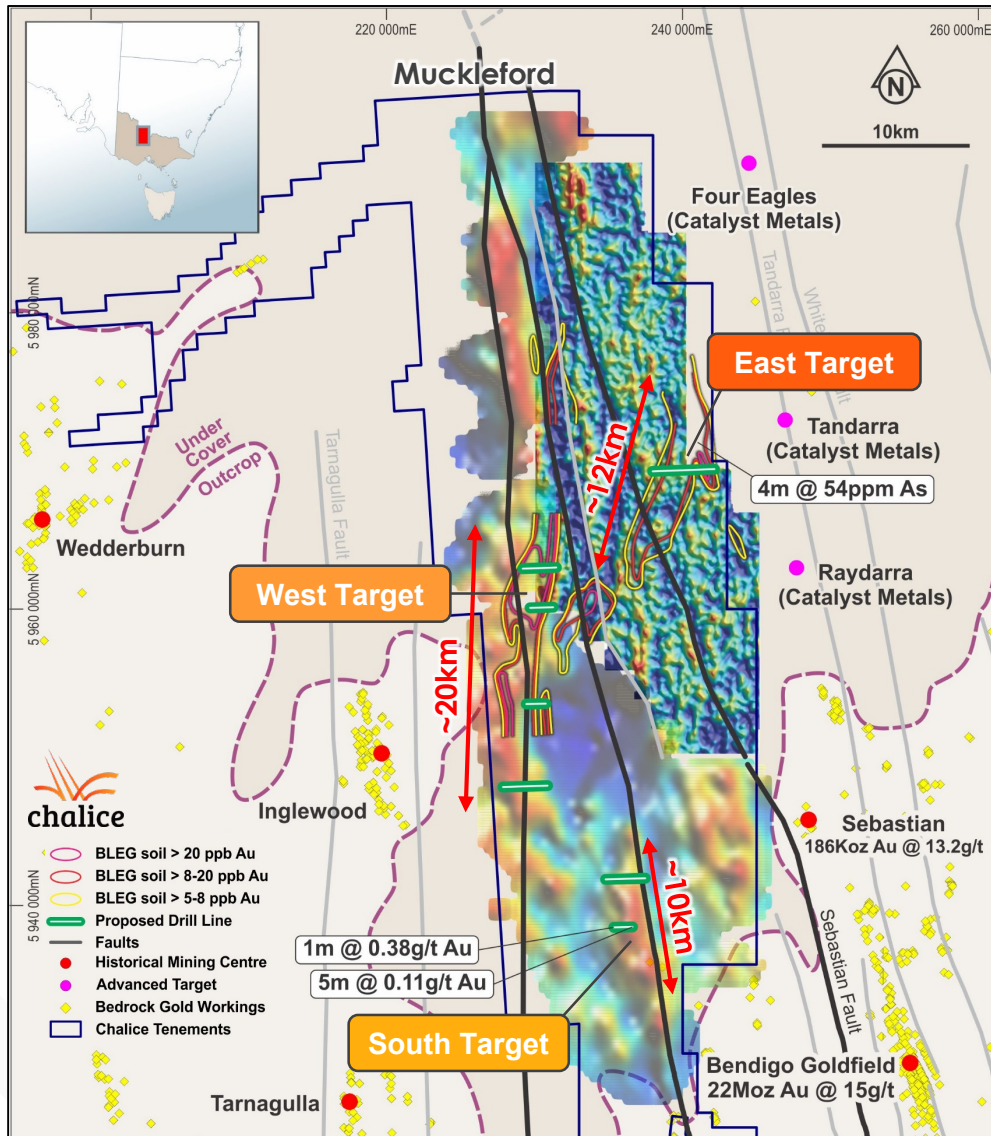 220 000mE
240 000mE
260 000mE
Muckleford
N
10km
Four Eagles
(Catalyst Metals)
5 980 000mN
Tandarra F
White
ault
East Target
Under
Cover
Outcrop
Tarnagulla Fault
~12km
Tandarra
(Catalyst Metals)
4m @ 54ppm As
Wedderburn
West Target
Raydarra
(Catalyst Metals)
5 960 000mN
~20km
Inglewood
chalice
Sebastian
186Koz Au @ 13.2g/t
BLEG soil > 20 ppb Au
BLEG soil > 8-20 ppb Au
BLEG soil > 5-8 ppb Au
Proposed Drill Line
Faults
Historical Mining Centre
Advanced Target
Bedrock Gold Workings
Chalice Tenements
5 940 000mN
~10km
1m @ 0.38g/t Au
5m @ 0.11g/t Au
Sebastian Fault
South Target
Bendigo Goldfield
22Moz Au @ 15g/t
Tarnagulla